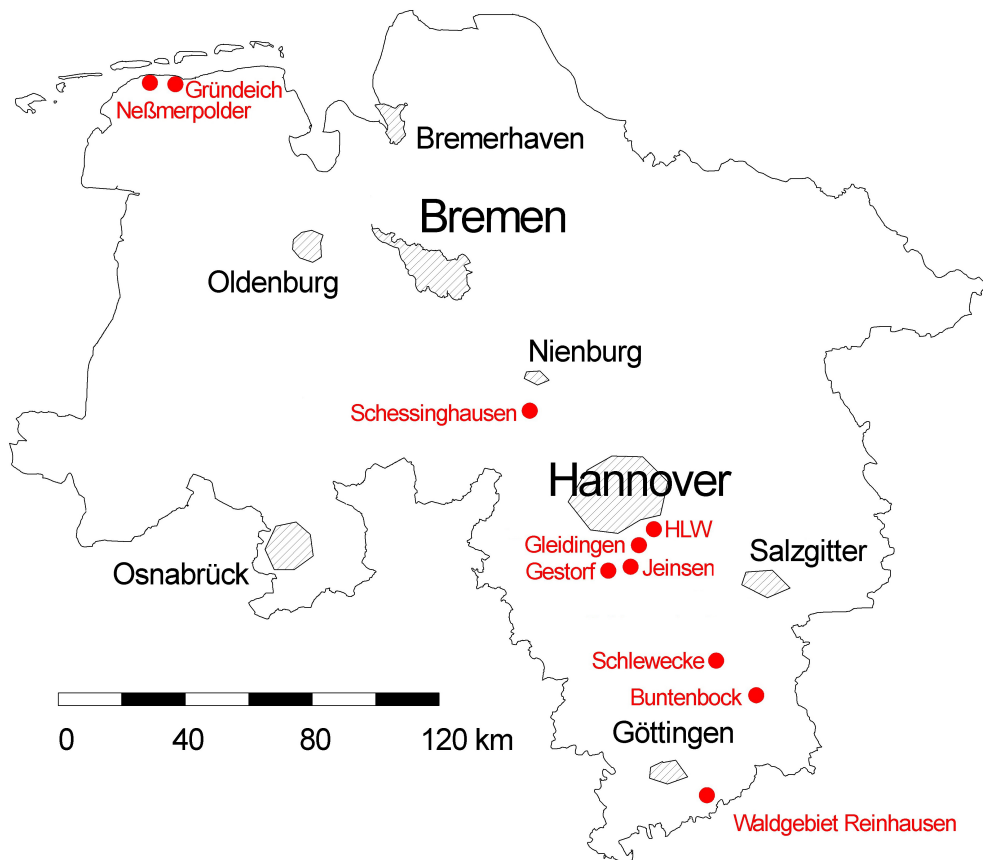 Gründeich
Neßmerpolder
Bremerhaven
Bremen
Oldenburg
Nienburg
Schessinghausen
Hannover
HLW
Gleidingen
Salzgitter
Jeinsen
Gestorf
Osnabrück
Schlewecke
Buntenbock
Göttingen
0 40 80 120 km
Waldgebiet Reinhausen